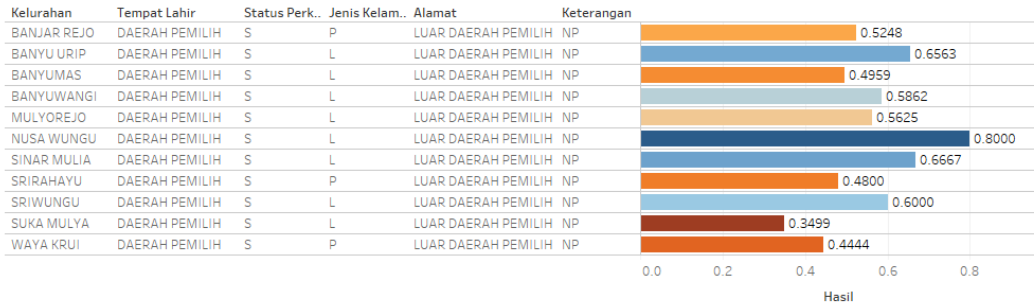 Kelurahan Tempat Lahir Status Perk.. Jenis Kelam.. Alamat Keterangan
BANJAR REJO DAERAH PEMILIH S P LUAR DAERAH PEMILIH NP 0.5248
BANYU URIP DAERAH PEMILIH S L LUAR DAERAH PEMILIH NP 0.6563
BANYUMAS DAERAH PEMILIH S L LUAR DAERAH PEMILIH NP 0.4959
BANYUWANGI DAERAH PEMILIH S L LUAR DAERAH PEMILIH NP 0.5862
MULYOREJO DAERAH PEMILIH S L LUAR DAERAH PEMILIH NP 0.5625
NUSA WUNGU DAERAH PEMILIH S L LUAR DAERAH PEMILIH NP 0.8000
SINAR MULIA DAERAH PEMILIH S L LUAR DAERAH PEMILIH NP 0.6667
SRIRAHAYU DAERAH PEMILIH S P LUAR DAERAH PEMILIH NP 0.4800
SRIWUNGU DAERAH PEMILIH S L LUAR DAERAH PEMILIH NP 0.6000
SUKA MULYA DAERAH PEMILIH S L LUAR DAERAH PEMILIH NP 0.3499
WAYA KRUI DAERAH PEMILIH S P LUAR DAERAH PEMILIH NP 0.4444
0.0 0.2 0.4 0.6 0.8
Hasil